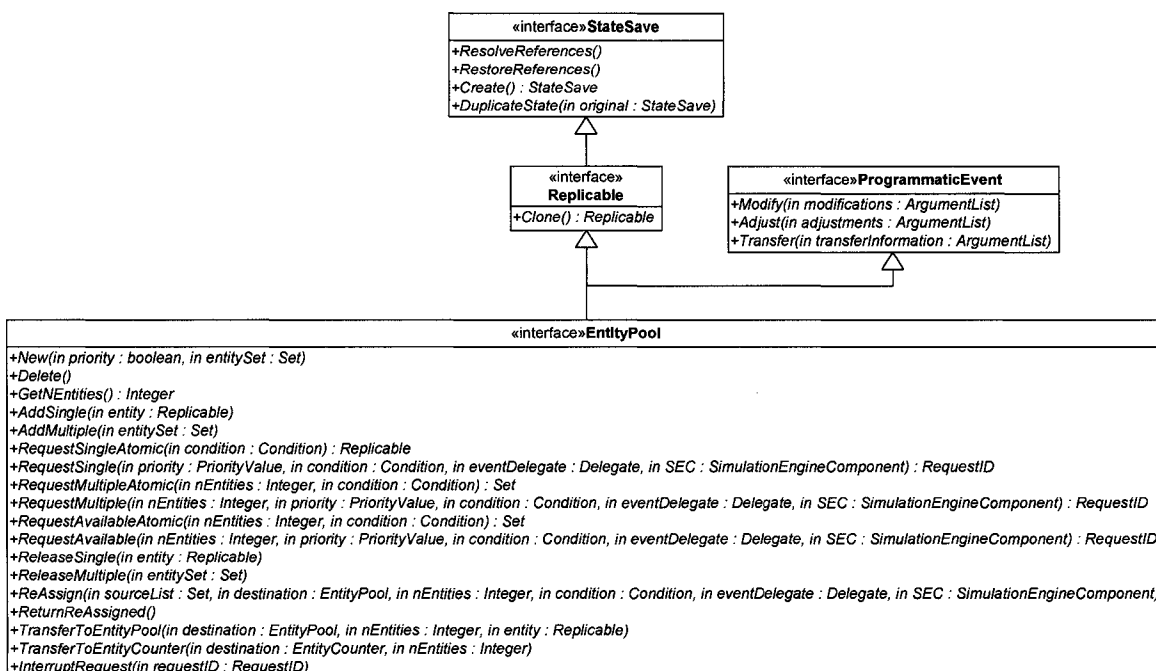 «interface»StateSave
+ResolveReferences()
+RestoreReferences()
+Create() : StateSave
+DuplicateState(in original : StateSave)
«interface»
Replicable
+Clone() : Replicable
«interface»ProgrammaticEvent
+Modify(in modifications : ArgumentList)
+Adjust(in adjustments : ArgumentList)
+Transfer(in transferInformation : ArgumentList)
«interface»EntityPool
+New(in priority : boolean, in entitySet : Set)
+Delete()
+GetNEntities() : Integer
+AddSingle(in entity : Replicable)
+AddMultiple(in entitySet : Set)
+RequestSingleAtomic(in condition : Condition) : Replicable
+RequestSingle(in priority : PriorityValue, in condition : Condition, in eventDelegate : Delegate, in SEC : SimulationEngineComponent) : RequestID
+RequestMultipleAtomic(in nEntities : Integer, in condition : Condition) : Set
+RequestMultiple(in nEntities : Integer, in priority : PriorityValue, in condition : Condition, in eventDelegate : Delegate, in SEC : SimulationEngineComponent) : RequestID
+RequestAvailableAtomic(in nEntities : Integer, in condition : Condition) : Set
+RequestAvailable(in nEntities : Integer, in priority : PriorityValue, in condition : Condition, in eventDelegate : Delegate, in SEC : SimulationEngineComponent) : RequestID
+ReleaseSingle(in entity : Replicable)
+ReleaseMultiple(in entitySet : Set)
+ReAssign(in sourceList : Set, in destination : EntityPool, in nEntities : Integer, in condition : Condition, in eventDelegate : Delegate, in SEC : SimulationEngineComponent)
+ReturnReAssigned()
+TransferToEntityPool(in destination : EntityPool, in nEntities : Integer, in entity : Replicable)
+TransferToEntityCounter(in destination : EntityCounter, in nEntities : Integer)
+InterruptRequest(in requestID : RequestID)